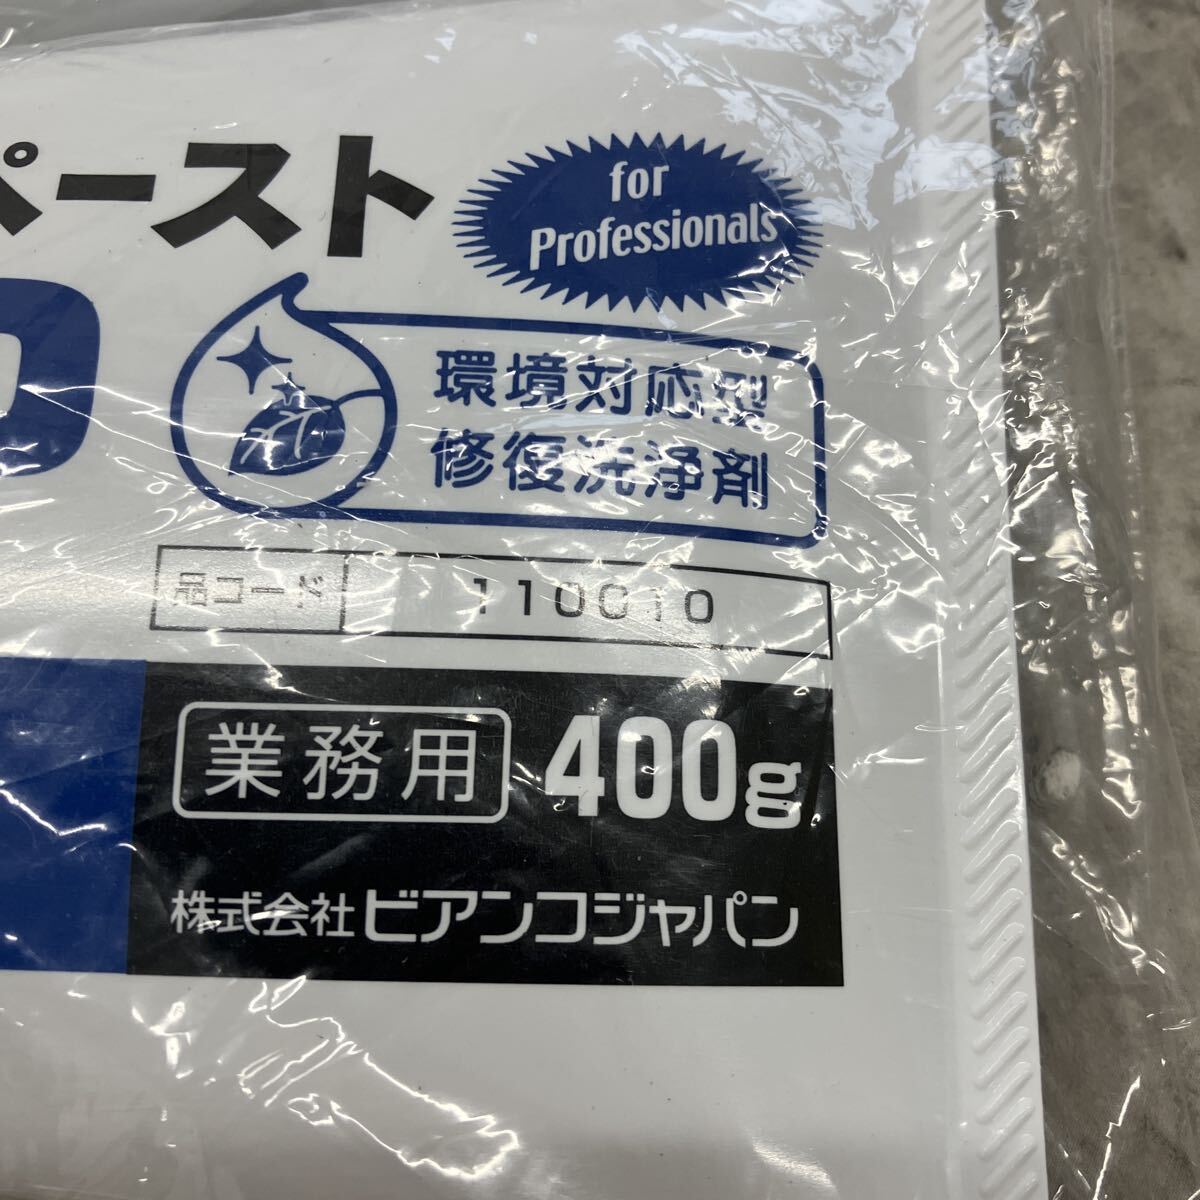 ペースト
for
Professionals
環境対応型
修復洗浄剤
品コード 110010
業務用 400g
株式会社ビアンコジャパン